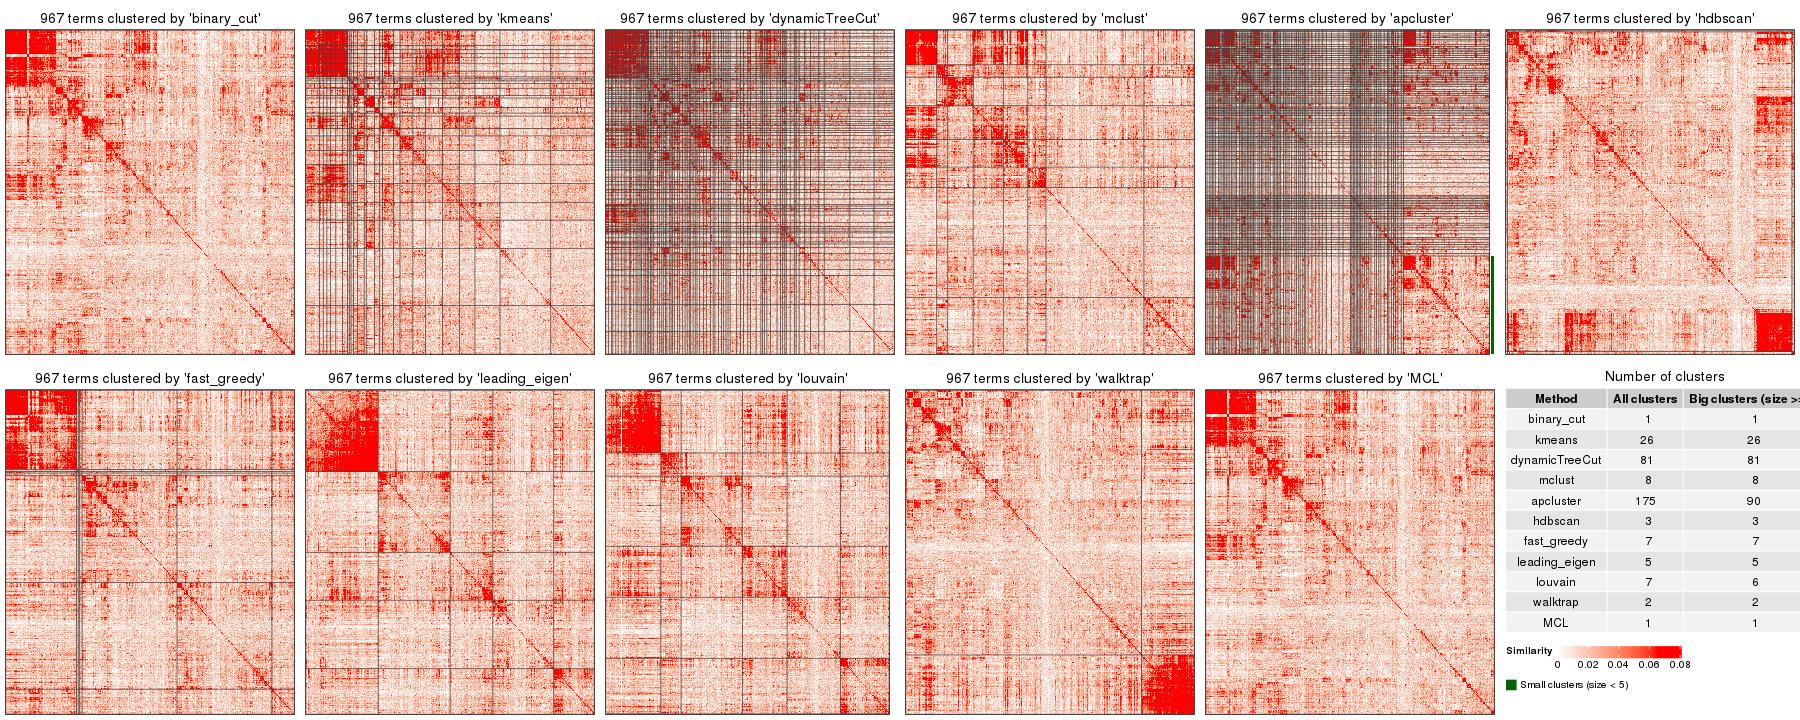 967 terms clustered by 'binary_cut'
967 terms clustered by 'kmeans'
967 terms clustered by 'dynamicTreeCut'
967 terms clustered by 'mclust'
967 terms clustered by 'apcluster'
967 terms clustered by 'hdbscan'
967 terms clustered by 'fast_greedy'
967 terms clustered by 'leading_eigen'
967 terms clustered by 'louvain'
967 terms clustered by 'walktrap'
967 terms clustered by 'MCL'
Number of clusters
Method All clusters Big clusters (size >=
binary_cut 1 1
kmeans 26 26
dynamicTreeCut 81 81
mclust 8 8
apcluster 175 90
hdbscan 3 3
fast_greedy 7 7
leading_eigen 5 5
louvain 7 6
walktrap 2 2
MCL 1 1
Similarity
0 0.02 0.04 0.06 0.08
Small clusters (size < 5)